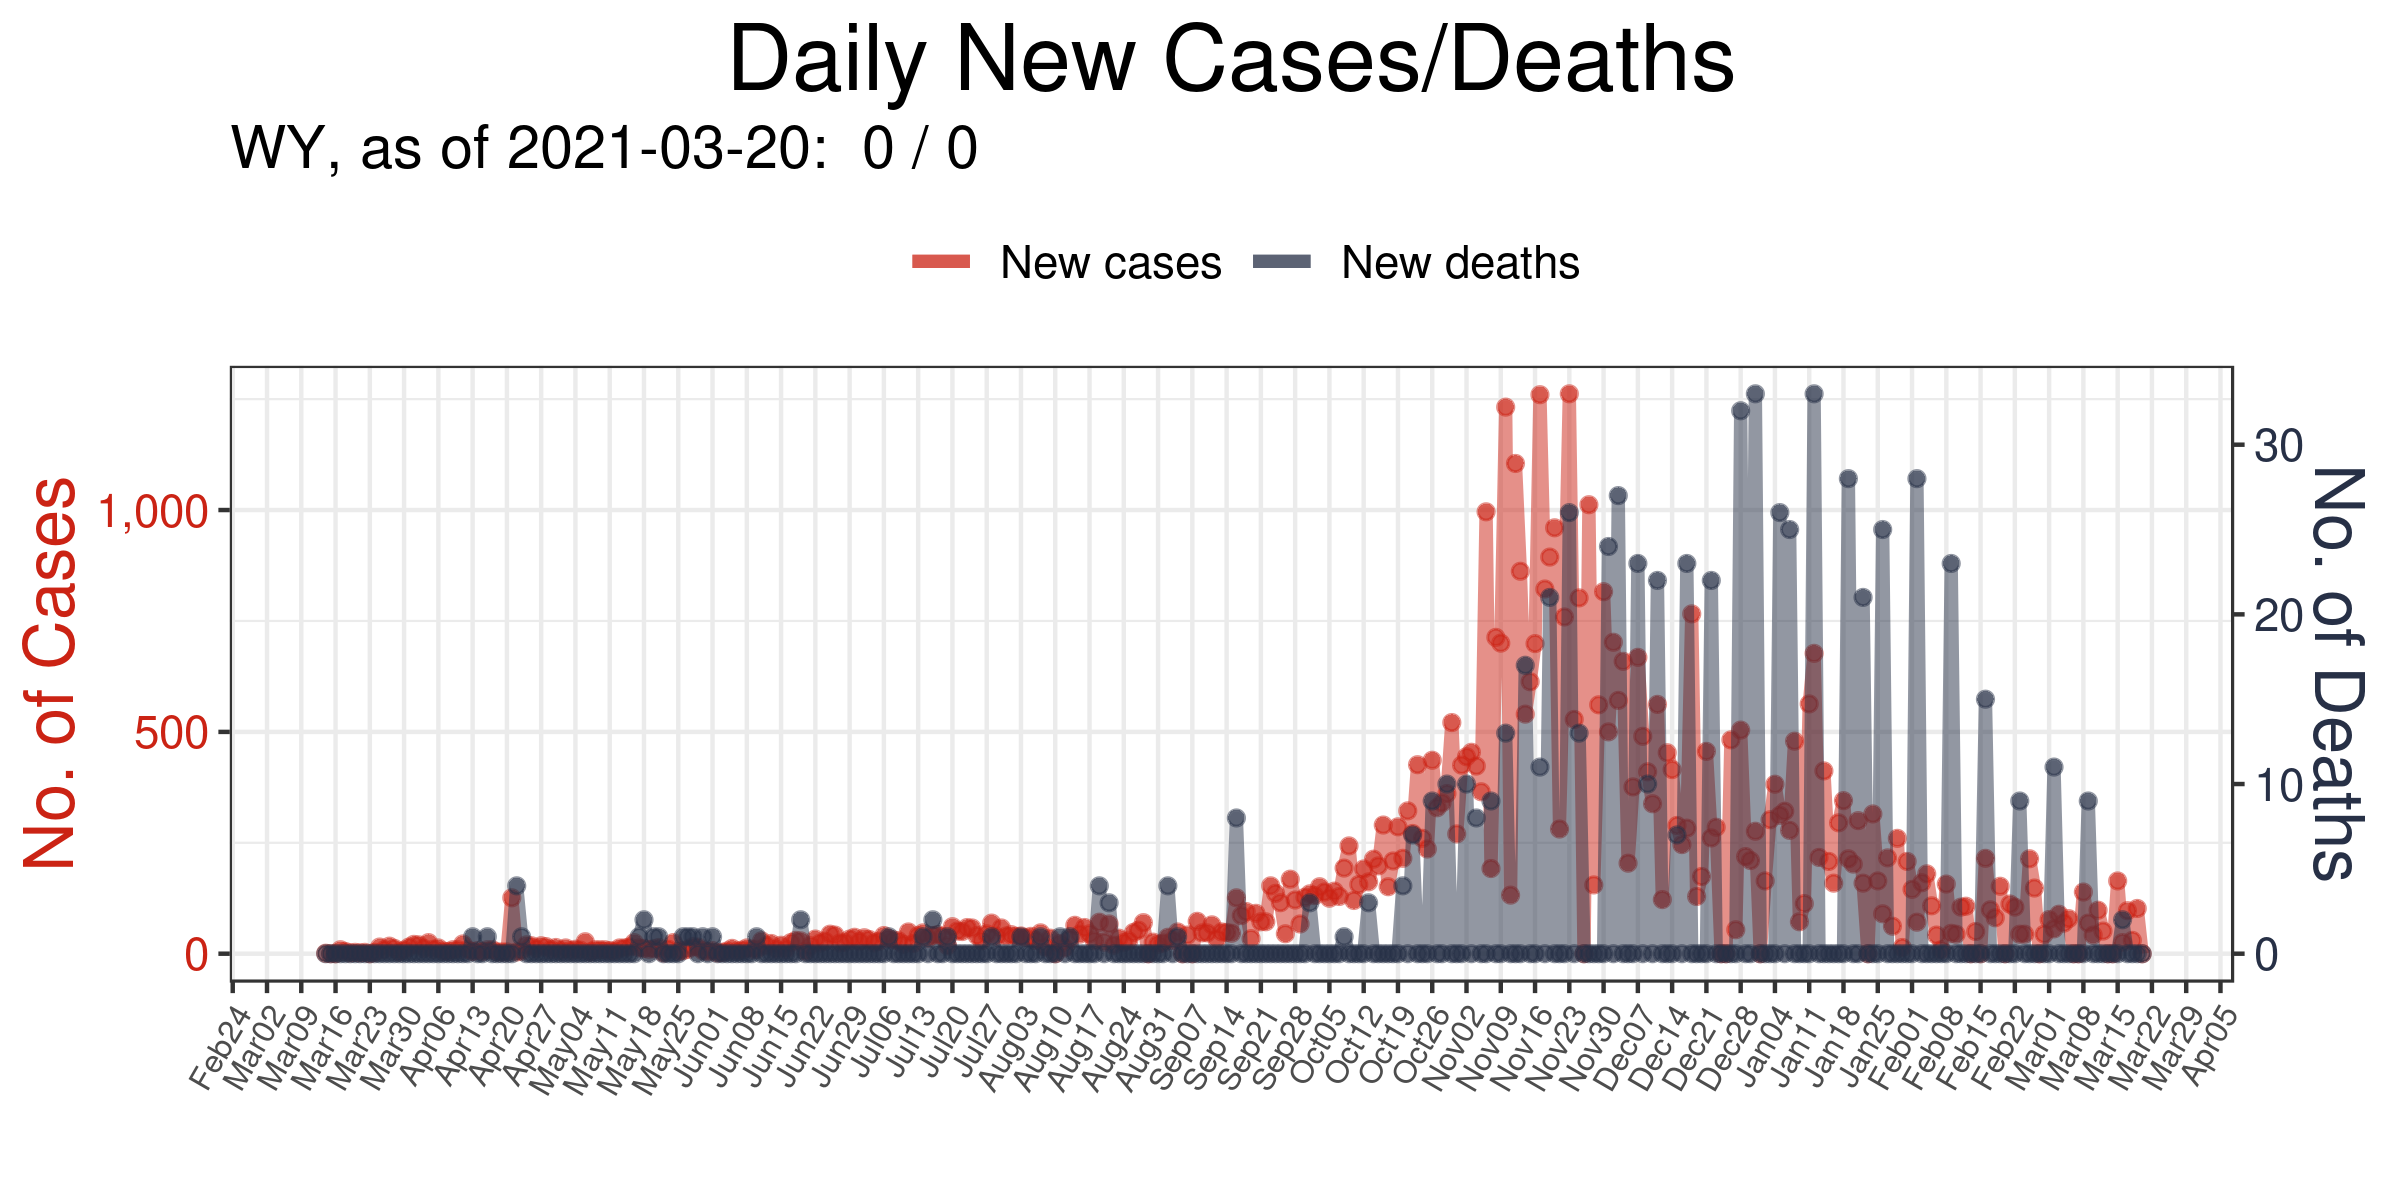 Daily New Cases/Deaths
WY, as of 2021-03-20:  0 / 0
New cases New deaths
No. of Cases
1,000
500
0
30
20
10
0
No. of Deaths
Feb24 Mar02 Mar09 Mar16 Mar23 Mar30 Apr06 Apr13 Apr20 Apr27 May04 May11 May18 May25 Jun01 Jun08 Jun15 Jun22 Jun29 Jul06 Jul13 Jul20 Jul27 Aug03 Aug10 Aug17 Aug24 Aug31 Sep07 Sep14 Sep21 Sep28 Oct05 Oct12 Oct19 Oct26 Nov02 Nov09 Nov16 Nov23 Nov30 Dec07 Dec14 Dec21 Dec28 Dec04 Jan11 Jan18 Jan18 Jan25 Feb01 Feb08 Feb15 Feb22 Mar01 Mar08 Mar15 Mar22 Mar29 Apr05